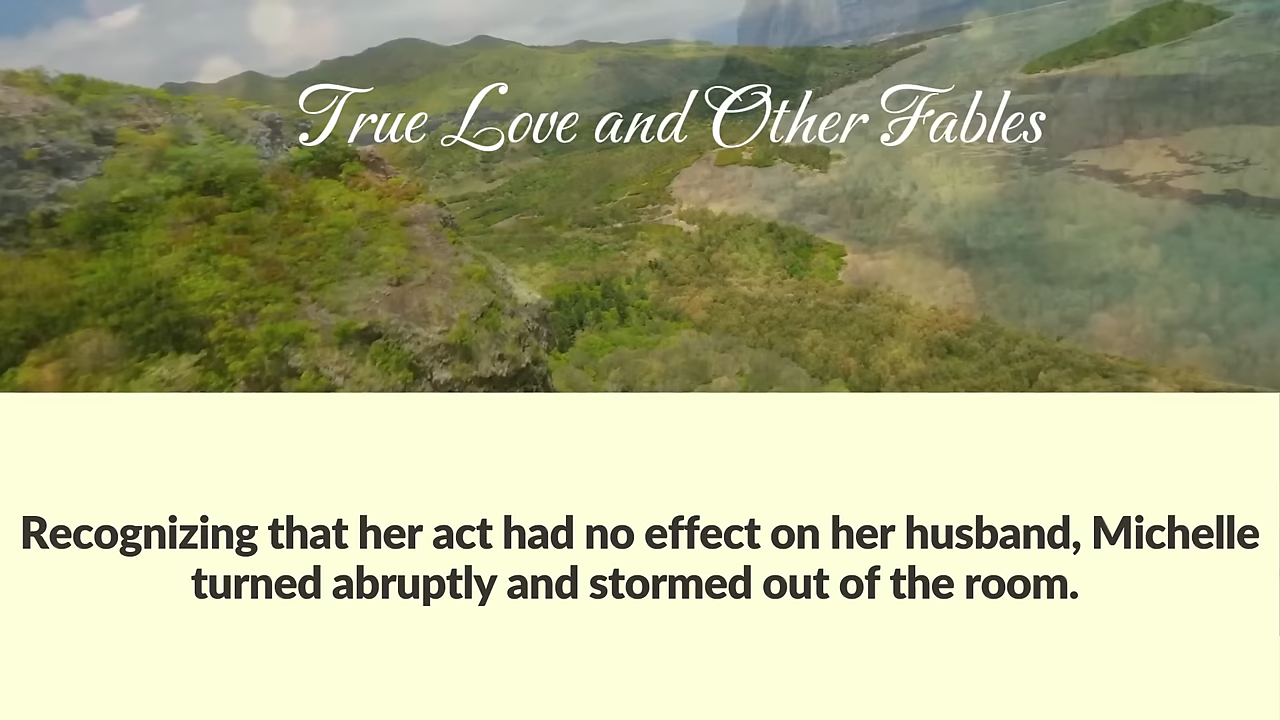 True Love and Other Fables
Recognizing that her act had no effect on her husband, Michelle
turned abruptly and stormed out of the room.